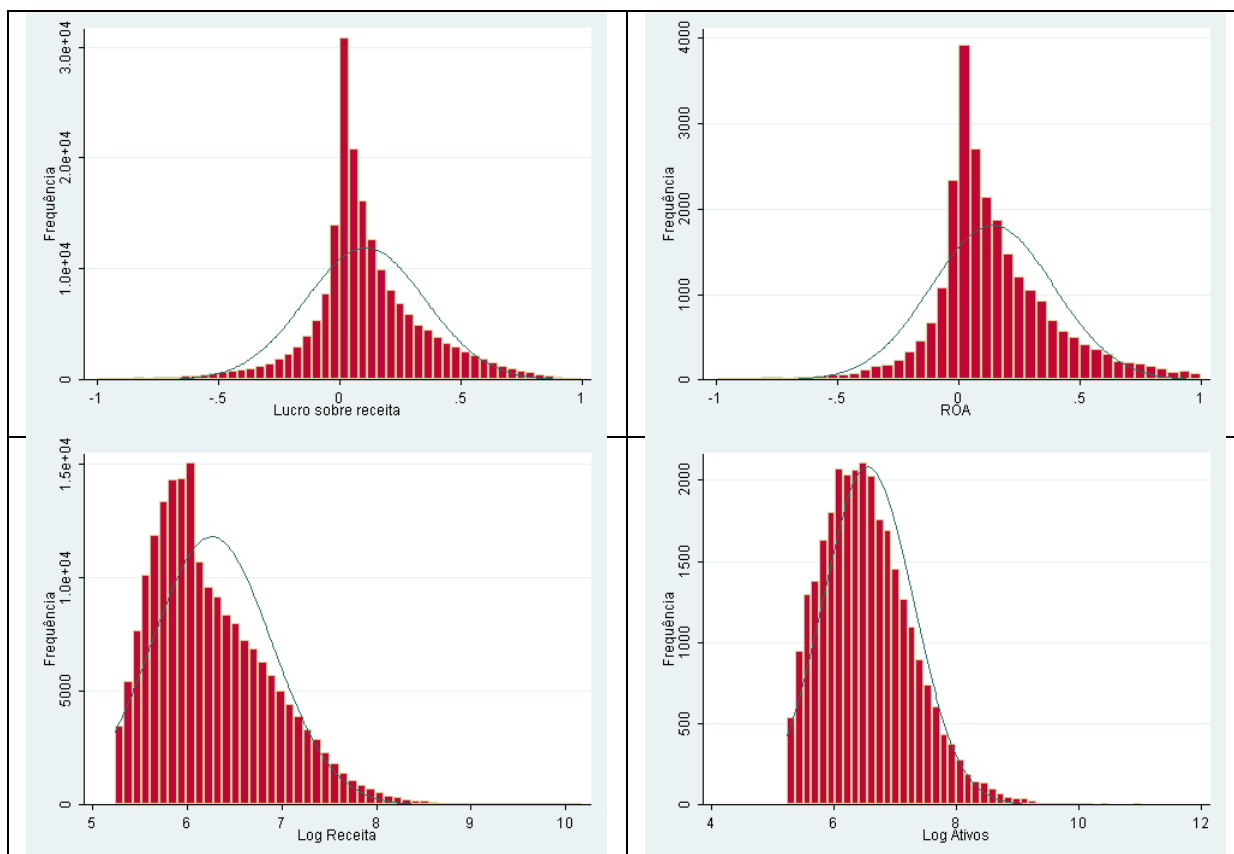 Frequência
0
1.0e+04
2.0e+04
3.0e+04
-1
-.5
0
.5
1
Lucro sobre receita
Frequência
0
1000
2000
3000
4000
-1
-.5
0
.5
1
ROA
Frequência
0
5000
1.0e+04
1.5e+04
5
6
7
8
9
10
Log Receita
Frequência
0
500
1000
1500
2000
4
6
8
10
12
Log Ativos